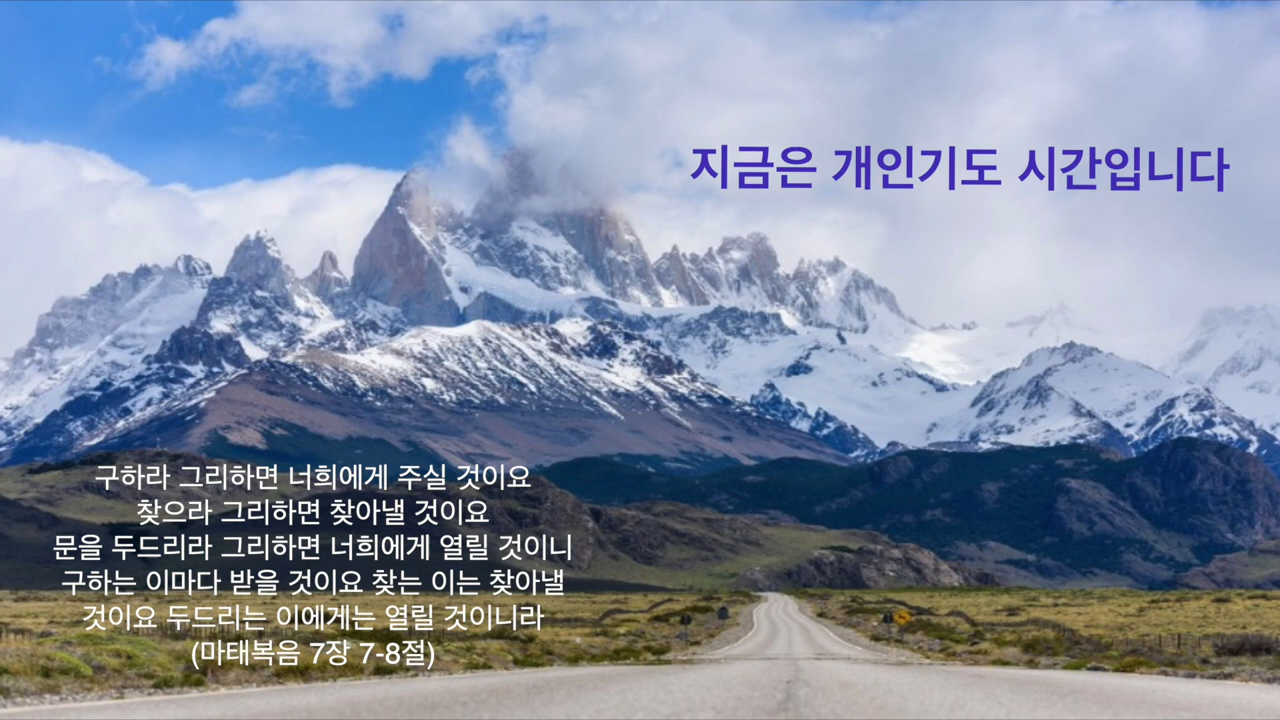 지금은 개인기도 시간입니다
구하라 그리하면 너희에게 주실 것이요
찾으라 그리하면 찾아낼 것이요
문을 두드리라 그리하면 너희에게 열릴 것이니
구하는 이마다 받을 것이요 찾는 이는 찾아낼
것이요 두드리는 이에게는 열릴 것이니라
(마태복음 7장 7-8절)